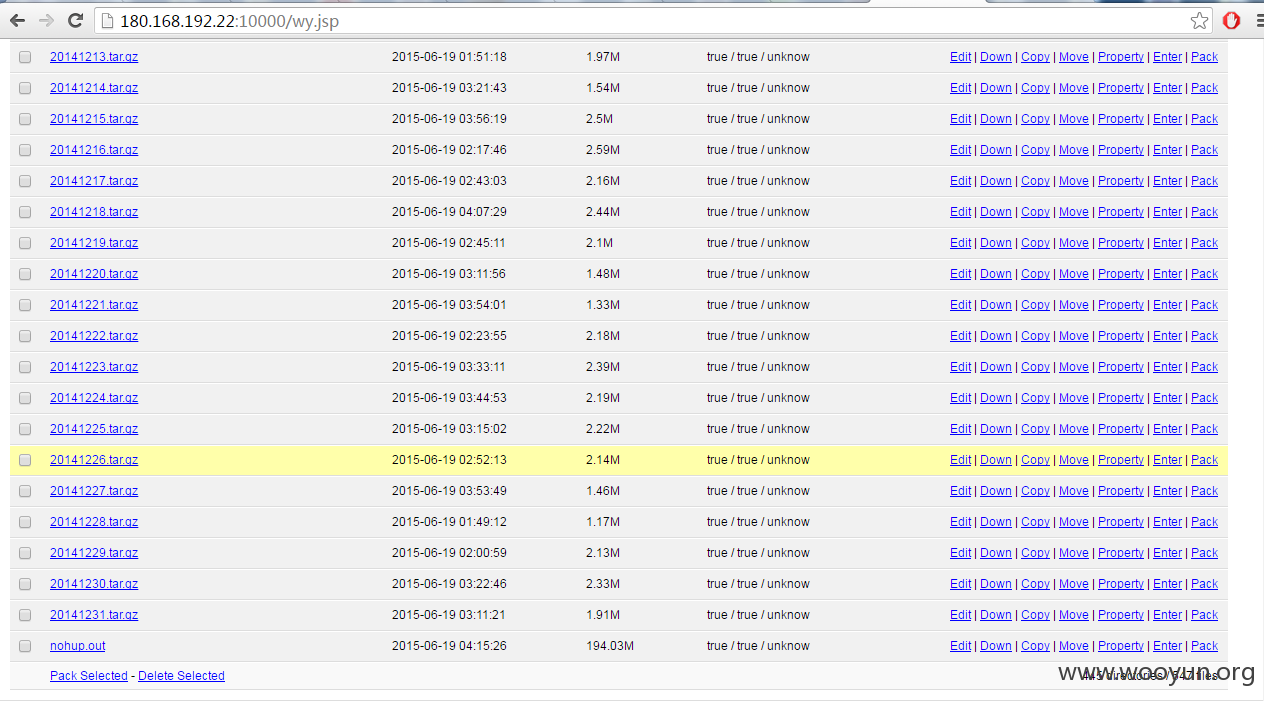 180.168.192.22:10000/wy.jsp
20141213.tar.gz 2015-06-19 01:51:18 1.97M true / true / unknow Edit | Down | Copy | Move | Property | Enter | Pack
20141214.tar.gz 2015-06-19 03:21:43 1.54M true / true / unknow Edit | Down | Copy | Move | Property | Enter | Pack
20141215.tar.gz 2015-06-19 03:56:19 2.5M true / true / unknow Edit | Down | Copy | Move | Property | Enter | Pack
20141216.tar.gz 2015-06-19 02:17:46 2.59M true / true / unknow Edit | Down | Copy | Move | Property | Enter | Pack
20141217.tar.gz 2015-06-19 02:43:03 2.16M true / true / unknow Edit | Down | Copy | Move | Property | Enter | Pack
20141218.tar.gz 2015-06-19 04:07:29 2.44M true / true / unknow Edit | Down | Copy | Move | Property | Enter | Pack
20141219.tar.gz 2015-06-19 02:45:11 2.1M true / true / unknow Edit | Down | Copy | Move | Property | Enter | Pack
20141220.tar.gz 2015-06-19 03:11:56 1.48M true / true / unknow Edit | Down | Copy | Move | Property | Enter | Pack
20141221.tar.gz 2015-06-19 03:54:01 1.33M true / true / unknow Edit | Down | Copy | Move | Property | Enter | Pack
20141222.tar.gz 2015-06-19 02:23:55 2.18M true / true / unknow Edit | Down | Copy | Move | Property | Enter | Pack
20141223.tar.gz 2015-06-19 03:33:11 2.39M true / true / unknow Edit | Down | Copy | Move | Property | Enter | Pack
20141224.tar.gz 2015-06-19 03:44:53 2.19M true / true / unknow Edit | Down | Copy | Move | Property | Enter | Pack
20141225.tar.gz 2015-06-19 03:15:02 2.22M true / true / unknow Edit | Down | Copy | Move | Property | Enter | Pack
20141226.tar.gz 2015-06-19 02:52:13 2.14M true / true / unknow Edit | Down | Copy | Move | Property | Enter | Pack
20141227.tar.gz 2015-06-19 03:53:49 1.46M true / true / unknow Edit | Down | Copy | Move | Property | Enter | Pack
20141228.tar.gz 2015-06-19 01:49:12 1.17M true / true / unknow Edit | Down | Copy | Move | Property | Enter | Pack
20141229.tar.gz 2015-06-19 02:00:59 2.13M true / true / unknow Edit | Down | Copy | Move | Property | Enter | Pack
20141230.tar.gz 2015-06-19 03:22:46 2.33M true / true / unknow Edit | Down | Copy | Move | Property | Enter | Pack
20141231.tar.gz 2015-06-19 03:11:21 1.91M true / true / unknow Edit | Down | Copy | Move | Property | Enter | Pack
nohup.out 2015-06-19 04:15:26 194.03M true / true / unknow Edit | Down | Copy | Move | Property | Enter | Pack
Pack Selected - Delete Selected directories / files
www.wooyun.org